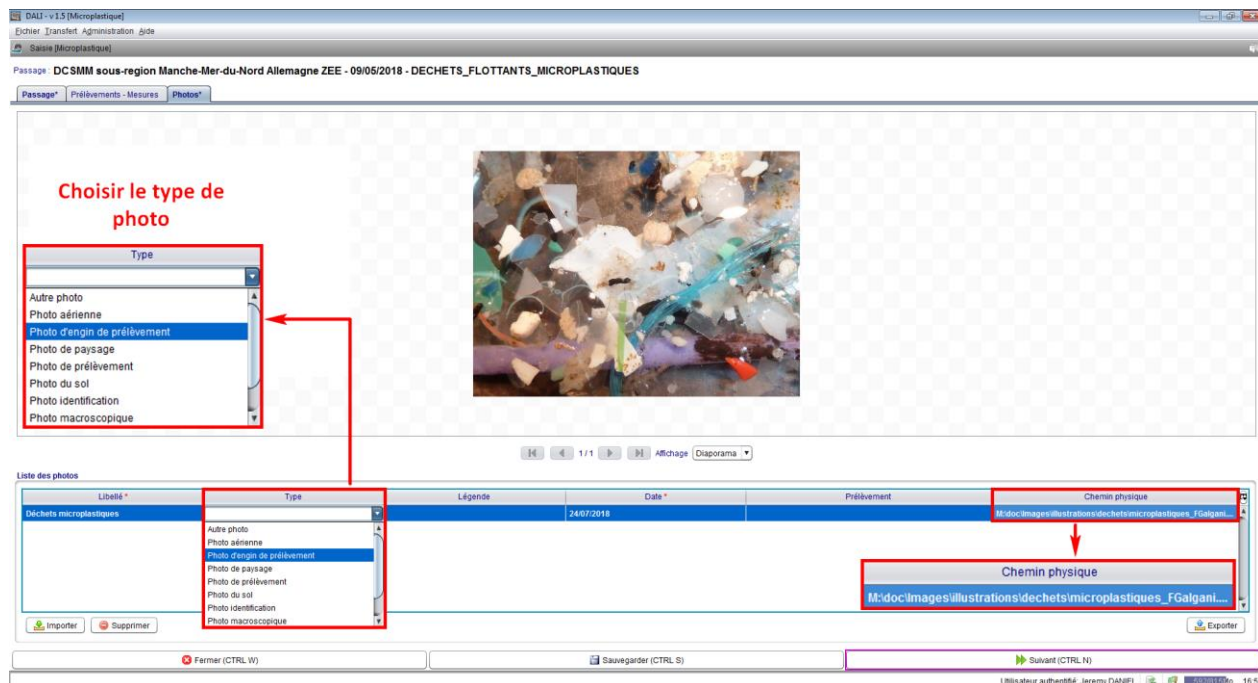 DALI - v 1.5 [Microplastique]
Fichier Transfert Administration Aide
Saisie [Microplastique]
Passage : DCSMM sous-region Manche-Mer-du-Nord Allemagne ZEE - 09/05/2018 - DECHETS_FLOTTANTS_MICROPLASTIQUES
Passage* Prélèvements - Mesures Photos*
Choisir le type de
photo
Type
Autre photo
Photo aérienne
Photo d'engin de prélèvement
Photo de paysage
Photo de prélèvement
Photo du sol
Photo identification
Photo macroscopique
1 / 1 Affichage Diaporama
Liste des photos
Libellé * Type Légende Date * Prélèvement Chemin physique
Déchets microplastiques 24/07/2018 M:\doc\Images\illustrations\dechets\microplastiques_FGalgani....
Autre photo
Photo aérienne
Photo d'engin de prélèvement
Photo de paysage
Photo de prélèvement
Photo du sol
Photo identification
Photo macroscopique
Chemin physique
M:\doc\Images\illustrations\dechets\microplastiques_FGalgani....
Importer Supprimer Exporter
Fermer (CTRL W) Sauvegarder (CTRL S) Suivant (CTRL N)
Utilisateur authentifié: Jeremy DANIEL